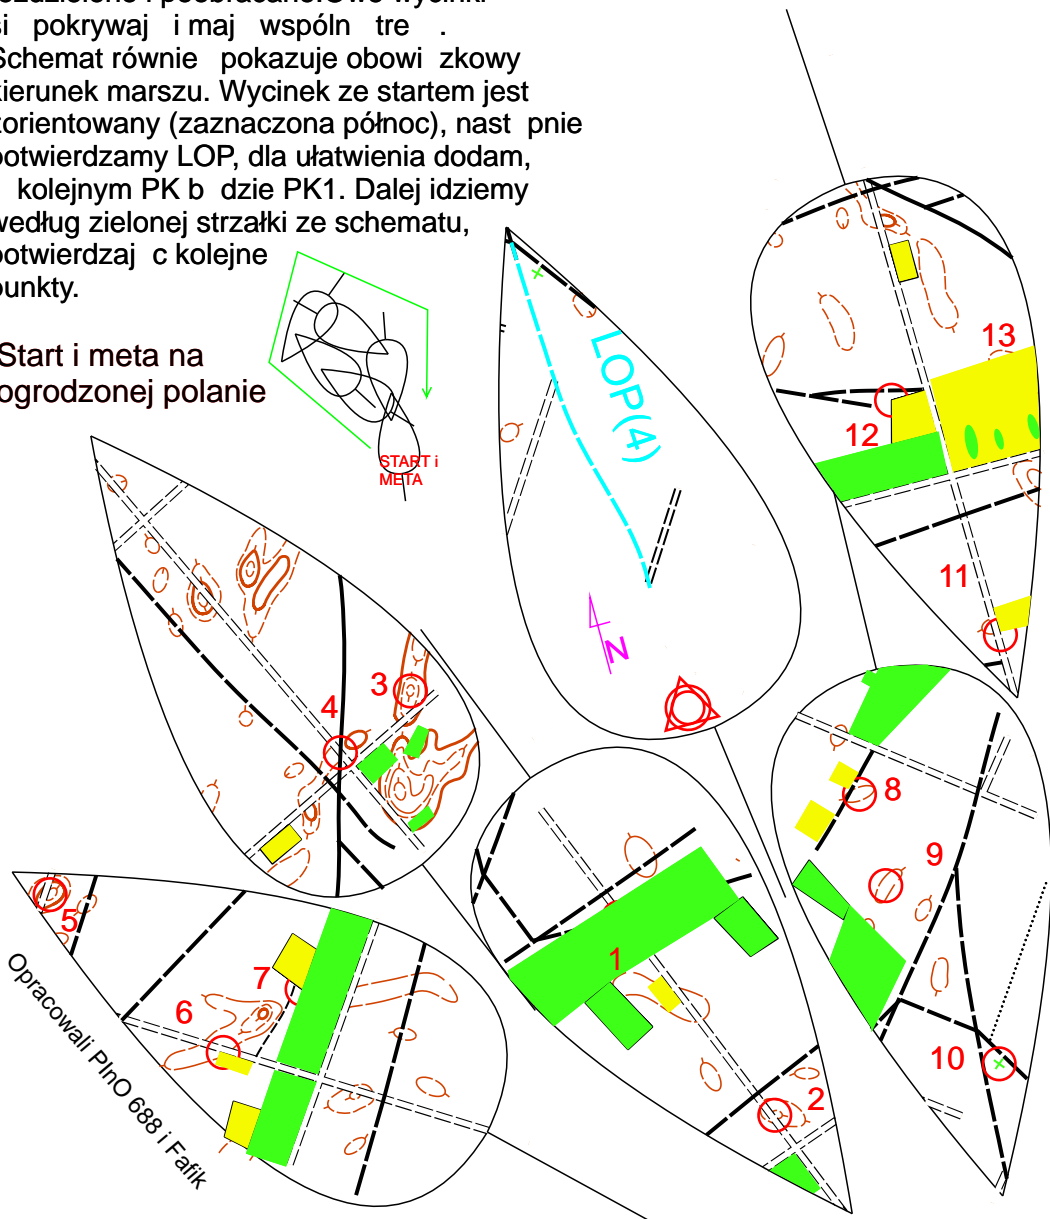 si pokrywaj i maj wspóln tre .
Schemat równie pokazuje obowi zkowy
kierunek marszu. Wycinek ze startem jest
zorientowany (zaznaczona północ), nast pnie
potwierdzamy LOP, dla ułatwienia dodam,
kolejnym PK b dzie PK1. Dalej idziemy
według zielonej strzałki ze schematu,
potwierdzaj c kolejne
punkty.
Start i meta na
ogrodzonej polanie
START i
META
LOP(4)
N
13
12
11
3
4
8
9
10
5
7
6
1
2
Opracowali PInO 688 i Fafik